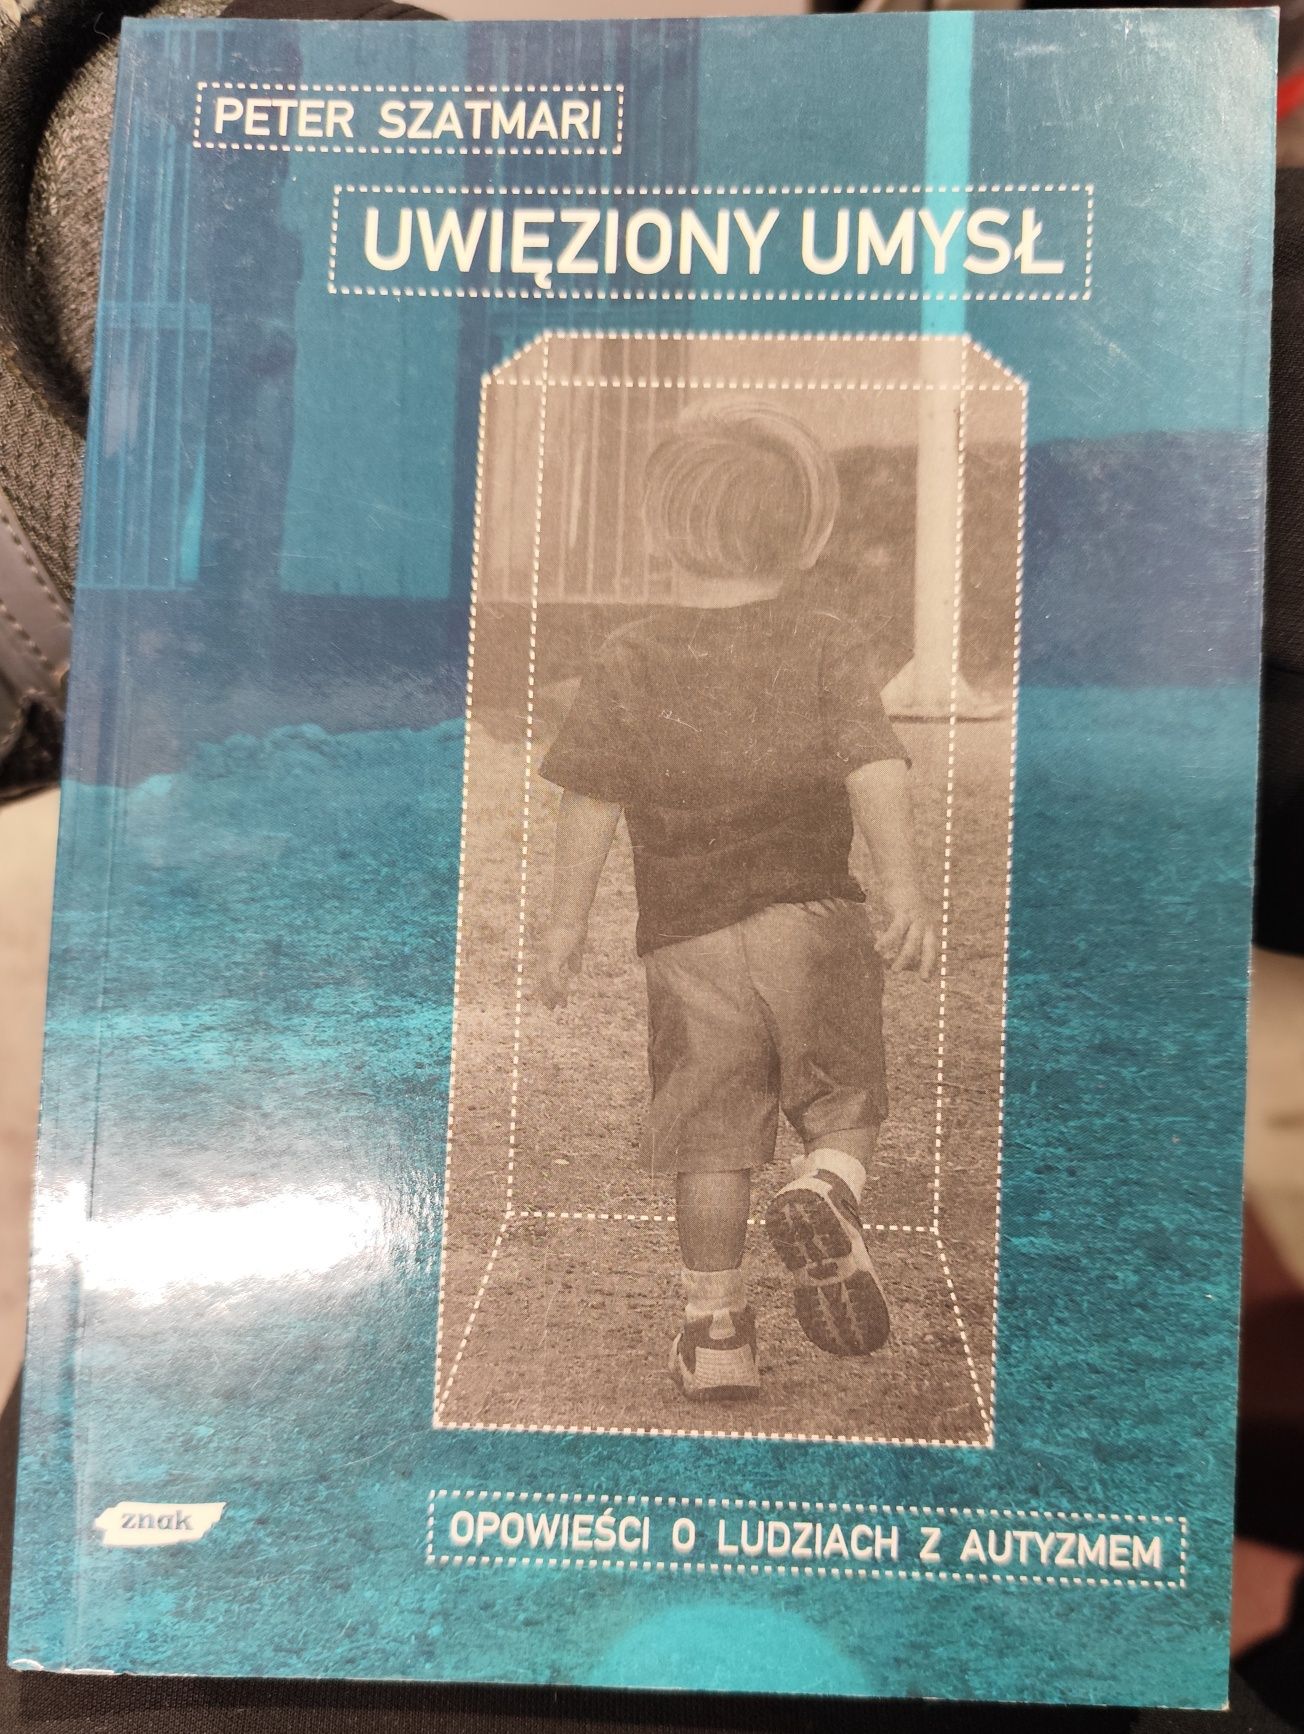 PETER SZATMARI
UWIĘZIONY UMYSŁ
znak
OPOWIEŚCI O LUDZIACH Z AUTYZMEM